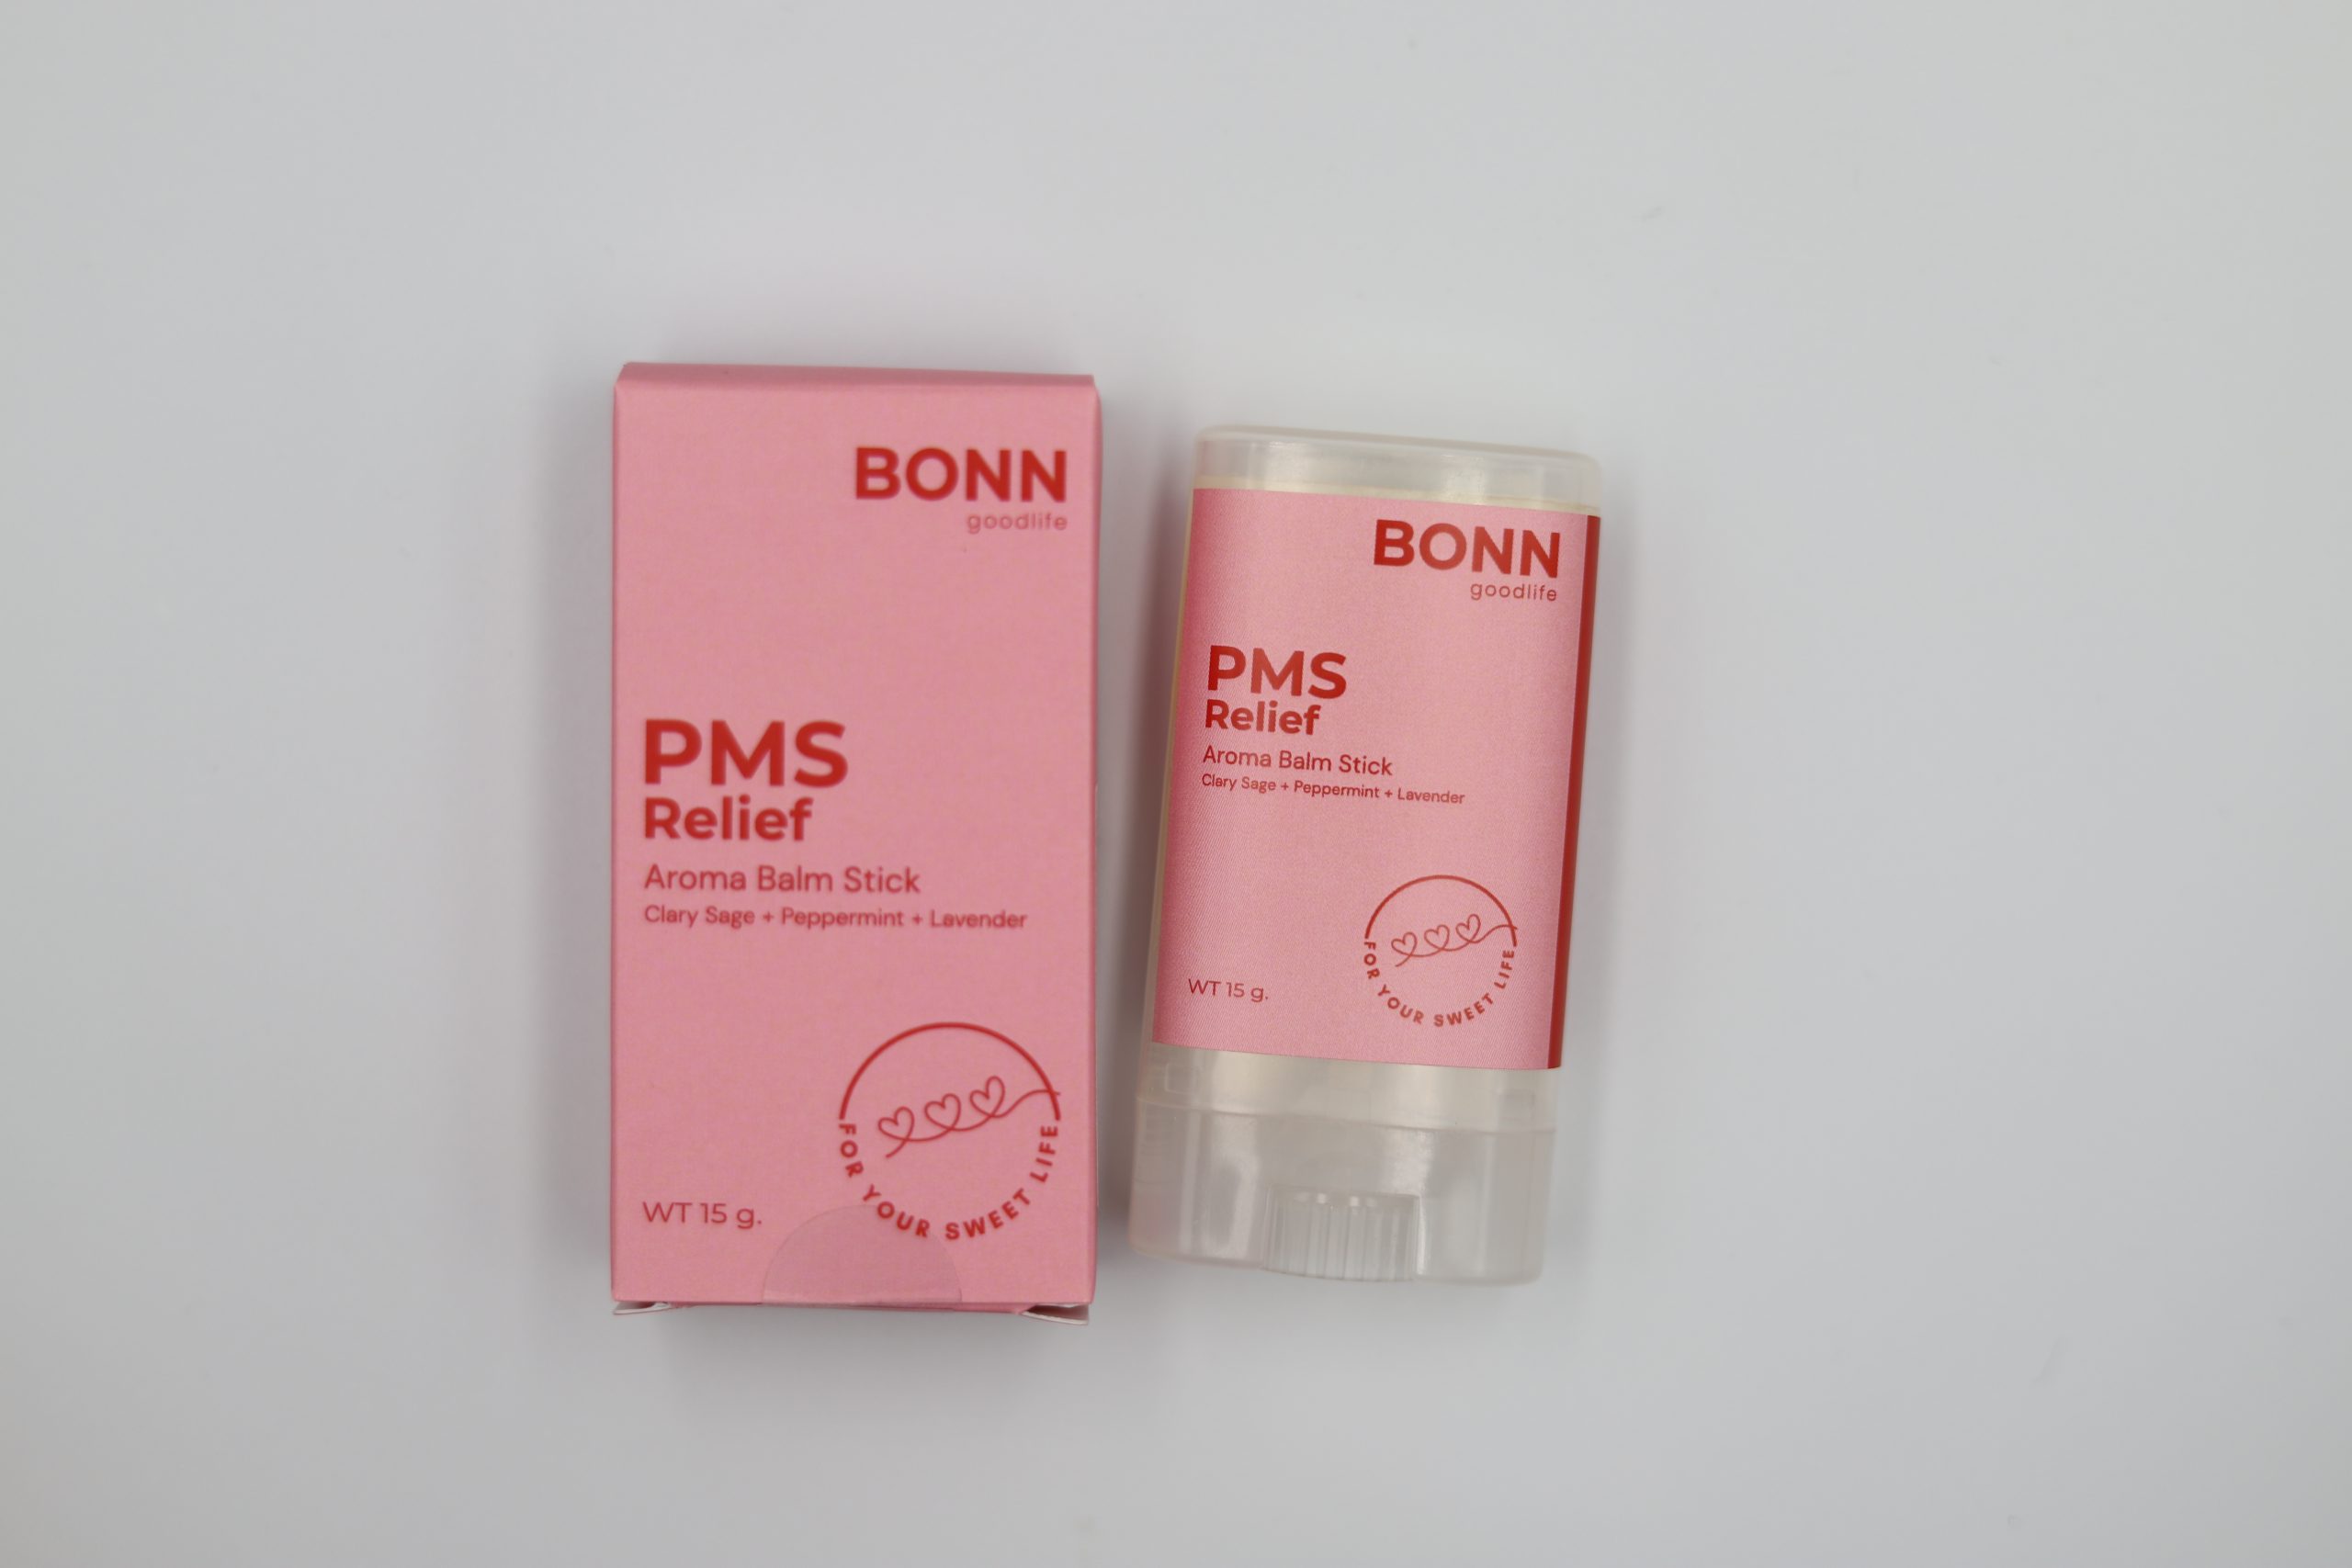 BONN
goodlife
PMS
Relief
Aroma Balm Stick
Clary Sage + Peppermint + Lavender
WT 15 g.
FOR YOUR SWEET LIFE
BONN
goodlife
PMS
Relief
Aroma Balm Stick
Clary Sage + Peppermint + Lavender
WT 15 g.
FOR YOUR SWEET LIFE